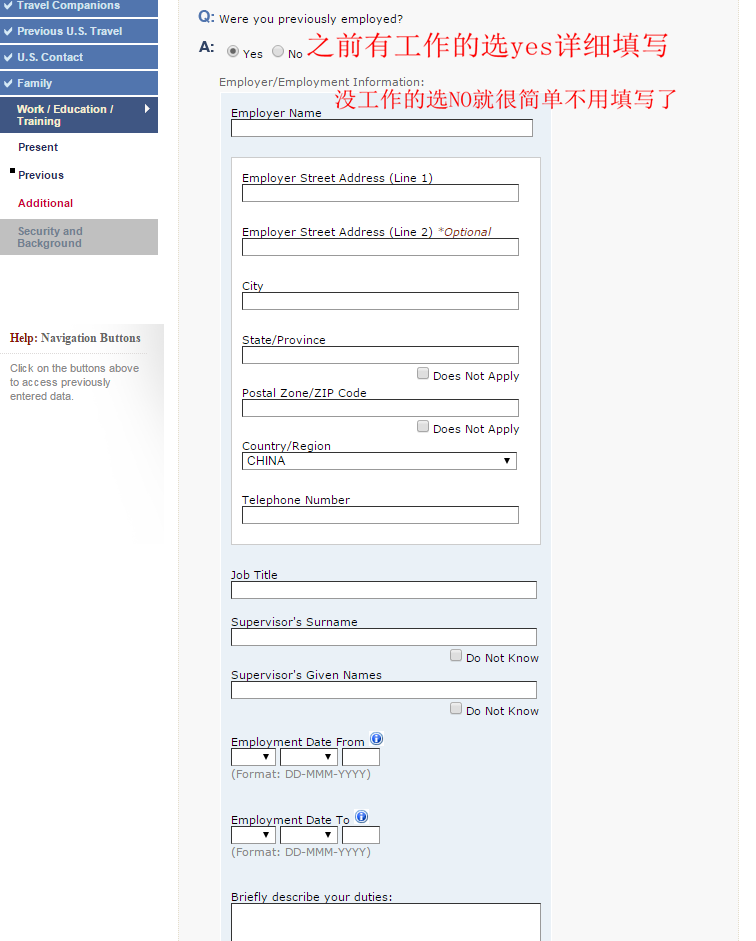 Travel Companions
Previous U.S. Travel
U.S. Contact
Family
Work / Education /
Training
Present
Previous
Additional
Security and
Background
Help: Navigation Buttons
Click on the buttons above
to access previously
entered data.
Q: Were you previously employed?
A: Yes No 之前有工作的选yes详细填写
Employer/Employment Information:
没工作的选NO就很简单不用填写了
Employer Name
Employer Street Address (Line 1)
Employer Street Address (Line 2) *Optional
City
State/Province
Does Not Apply
Postal Zone/ZIP Code
Does Not Apply
Country/Region
CHINA
Telephone Number
Job Title
Supervisor's Surname
Do Not Know
Supervisor's Given Names
Do Not Know
Employment Date From
(Format: DD-MMM-YYYY)
Employment Date To
(Format: DD-MMM-YYYY)
Briefly describe your duties: